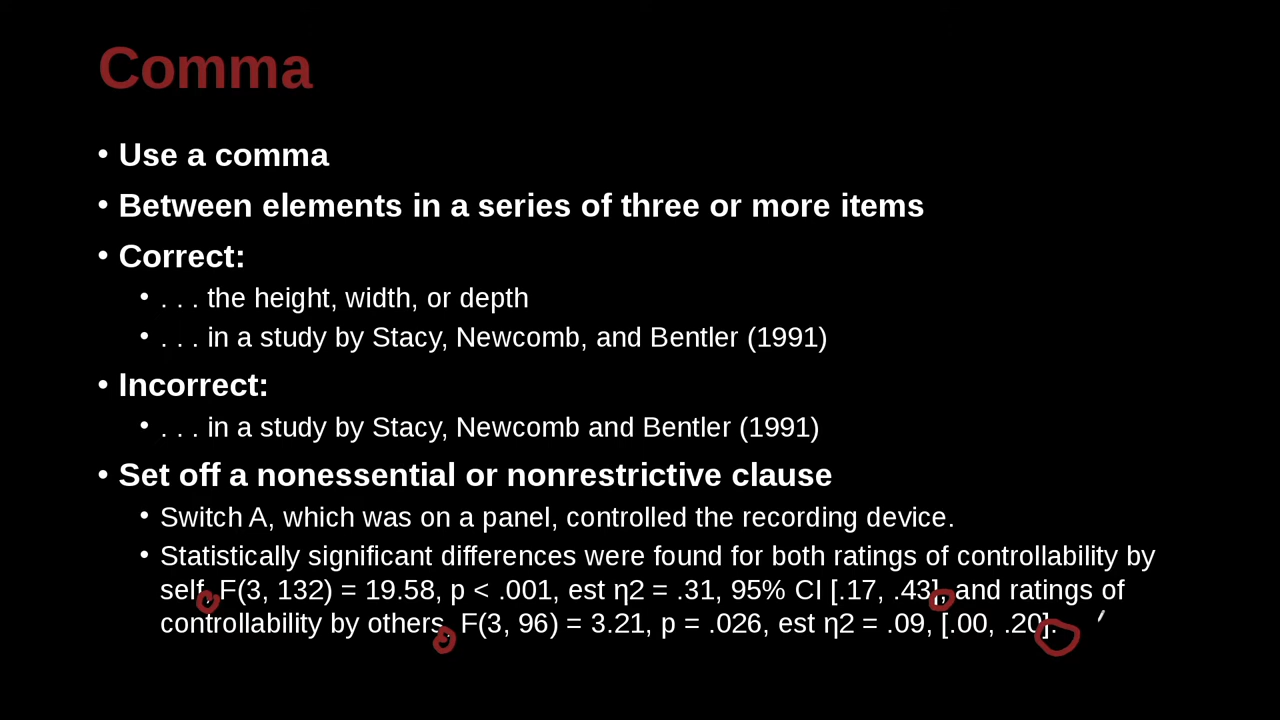 Comma
• Use a comma
• Between elements in a series of three or more items
• Correct:
• . . . the height, width, or depth
• . . . in a study by Stacy, Newcomb, and Bentler (1991)
• Incorrect:
• . . . in a study by Stacy, Newcomb and Bentler (1991)
• Set off a nonessential or nonrestrictive clause
• Switch A, which was on a panel, controlled the recording device.
• Statistically significant differences were found for both ratings of controllability by
self, F(3, 132) = 19.58, p < .001, est η2 = .31, 95% CI [.17, .43], and ratings of
controllability by others, F(3, 96) = 3.21, p = .026, est η2 = .09, [.00, .20].